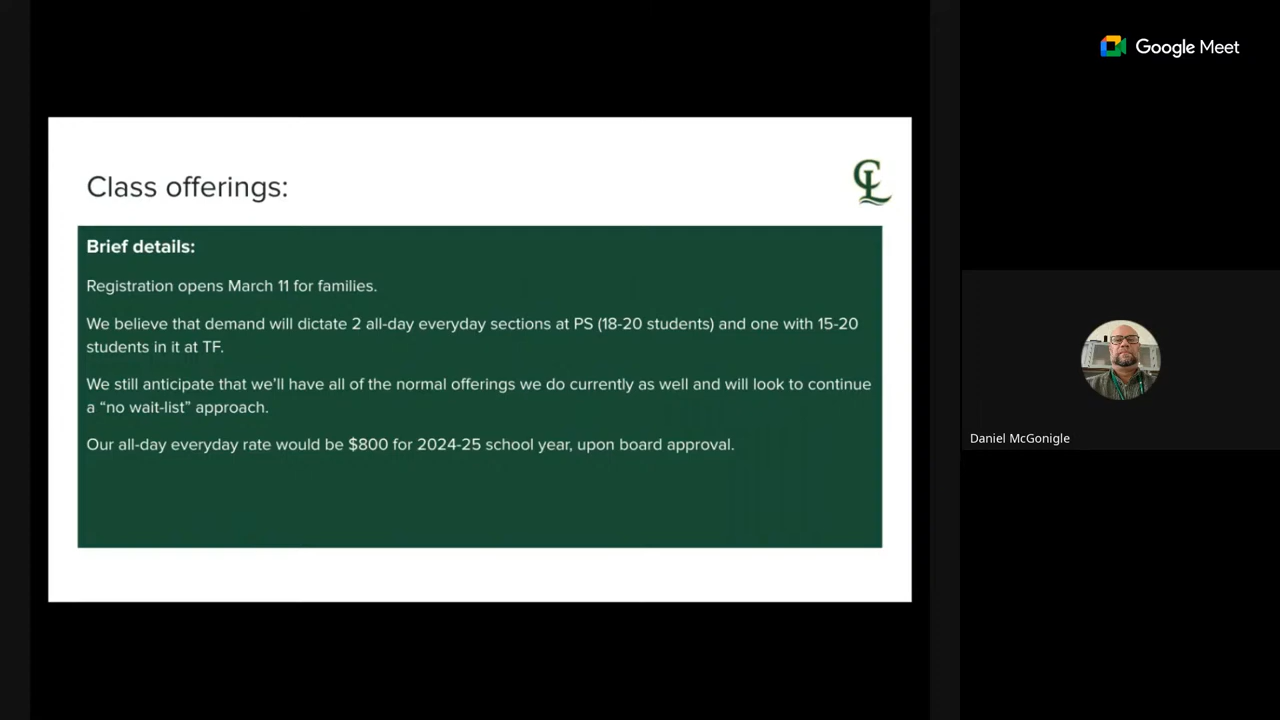 Google Meet
Class offerings:
CL
Brief details:
Registration opens March 11 for families.
We believe that demand will dictate 2 all-day everyday sections at PS (18-20 students) and one with 15-20
students in it at TF.
We still anticipate that we’ll have all of the normal offerings we do currently as well and will look to continue
a “no wait-list” approach.
Our all-day everyday rate would be $800 for 2024-25 school year, upon board approval.
Daniel McGonigle